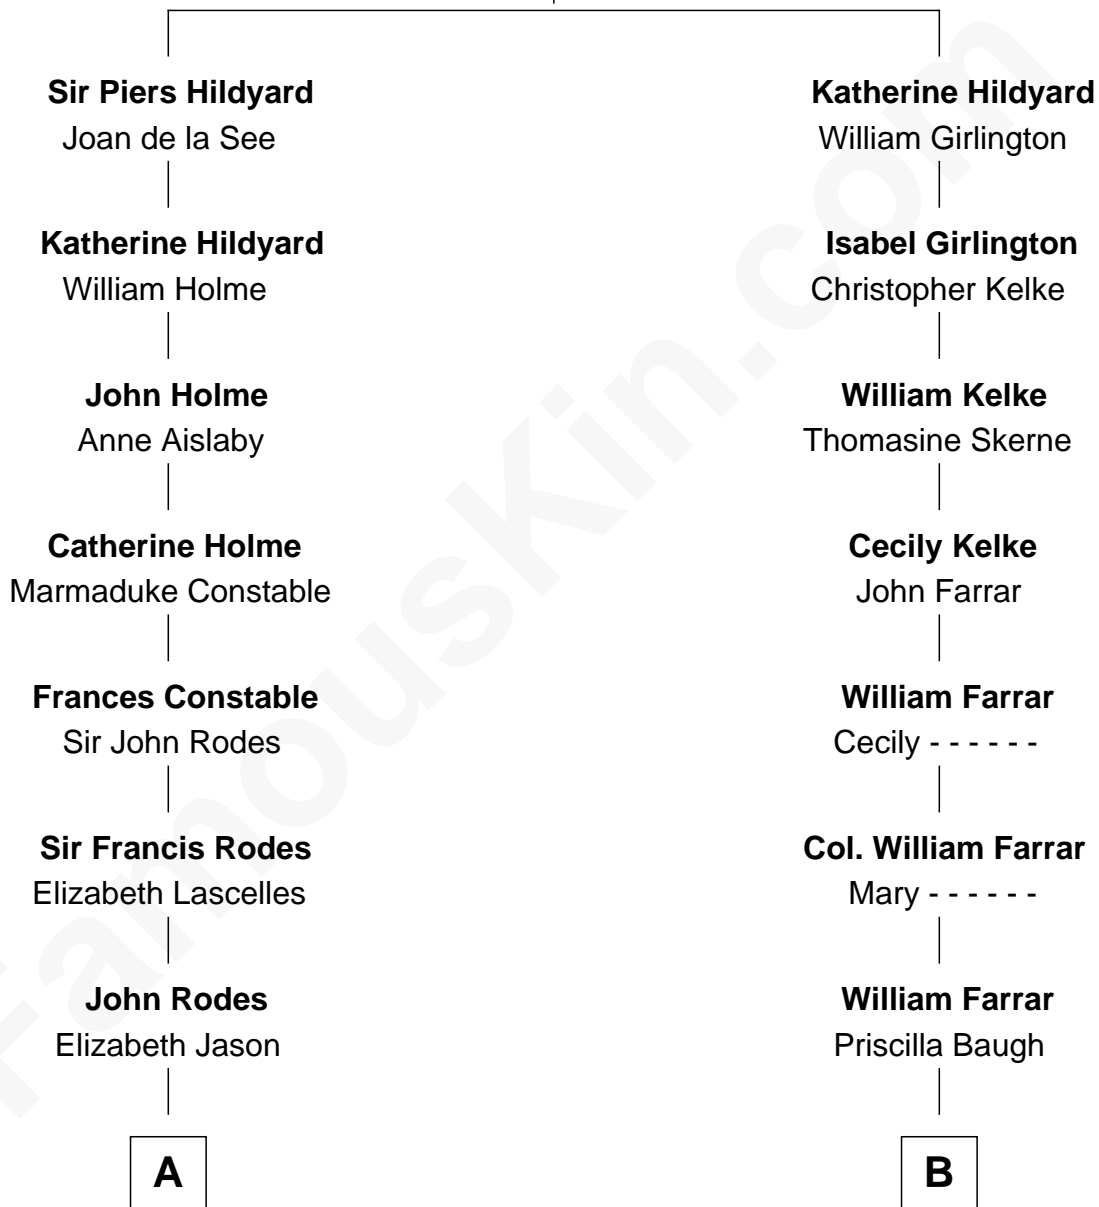 Sir Piers Hildyard
Joan de la See
Katherine Hildyard
William Holme
John Holme
Anne Aislaby
Catherine Holme
Marmaduke Constable
Frances Constable
Sir John Rodes
Sir Francis Rodes
Elizabeth Lascelles
John Rodes
Elizabeth Jason
A
Katherine Hildyard
William Girlington
Isabel Girlington
Christopher Kelke
William Kelke
Thomasine Skerne
Cecily Kelke
John Farrar
William Farrar
Cecily - - - - - -
Col. William Farrar
Mary - - - - - -
William Farrar
Priscilla Baugh
B
FamousKin.com